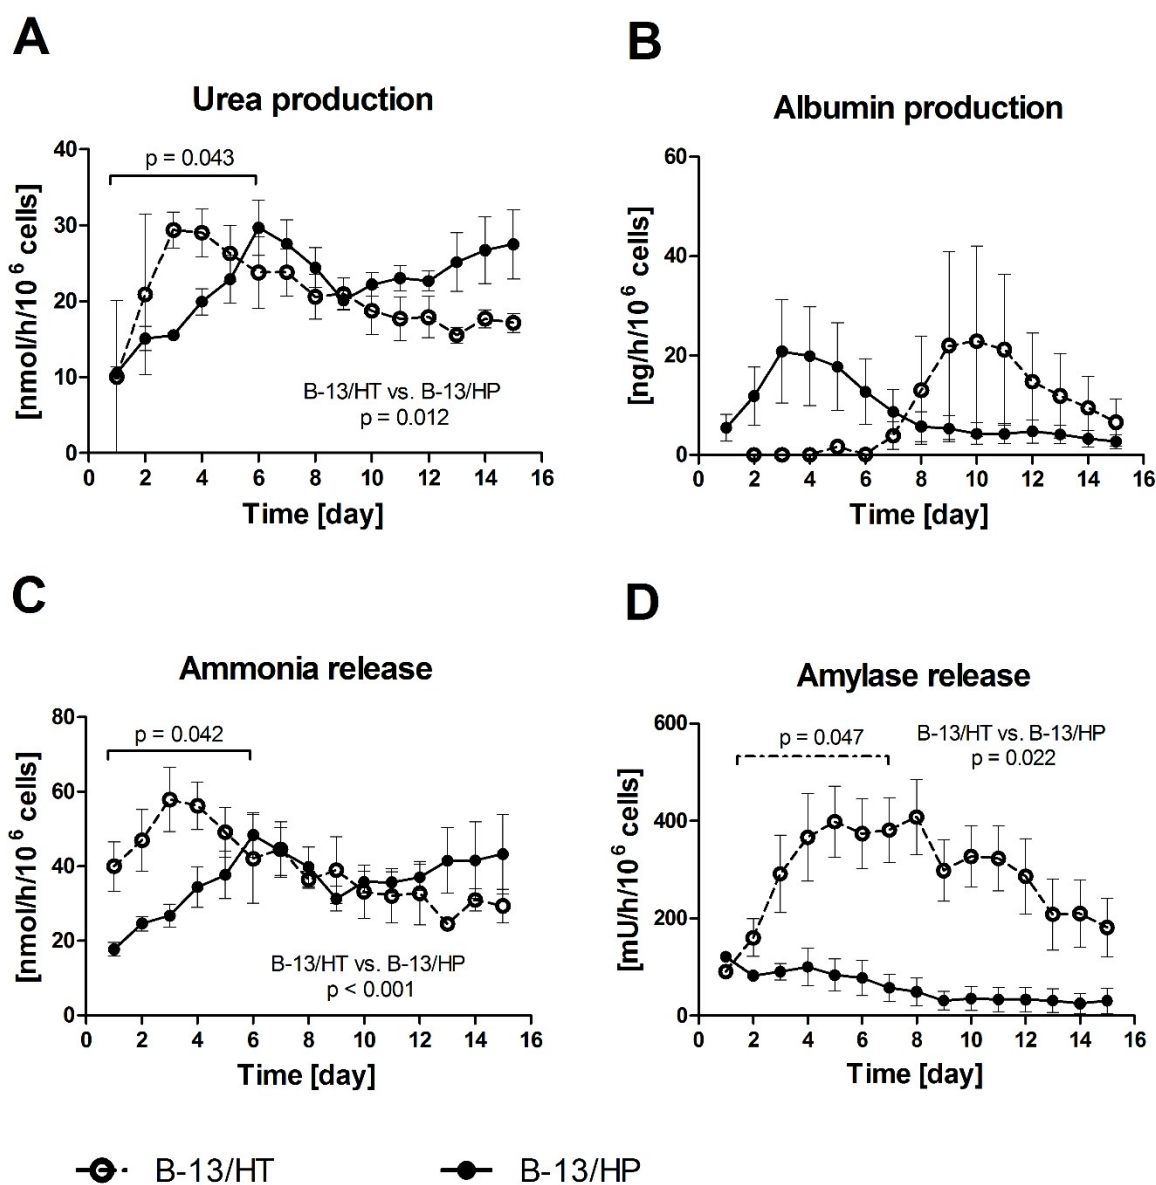 A
Urea production
40
30
20
10
0
[nmol/h/10 6 cells]
p = 0.043
B-13/HT vs. B-13/HP
p = 0.012
0 2 4 6 8 10 12 14 16
Time [day]
B
Albumin production
60
40
20
0
[ng/h/10 6 cells]
0 2 4 6 8 10 12 14 16
Time [day]
C
Ammonia release
80
60
40
20
0
[nmol/h/10 6 cells]
p = 0.042
B-13/HT vs. B-13/HP
p < 0.001
0 2 4 6 8 10 12 14 16
Time [day]
D
Amylase release
600
400
200
0
[mU/h/10 6 cells]
p = 0.047
B-13/HT vs. B-13/HP
p = 0.022
0 2 4 6 8 10 12 14 16
Time [day]
B-13/HT
B-13/HP